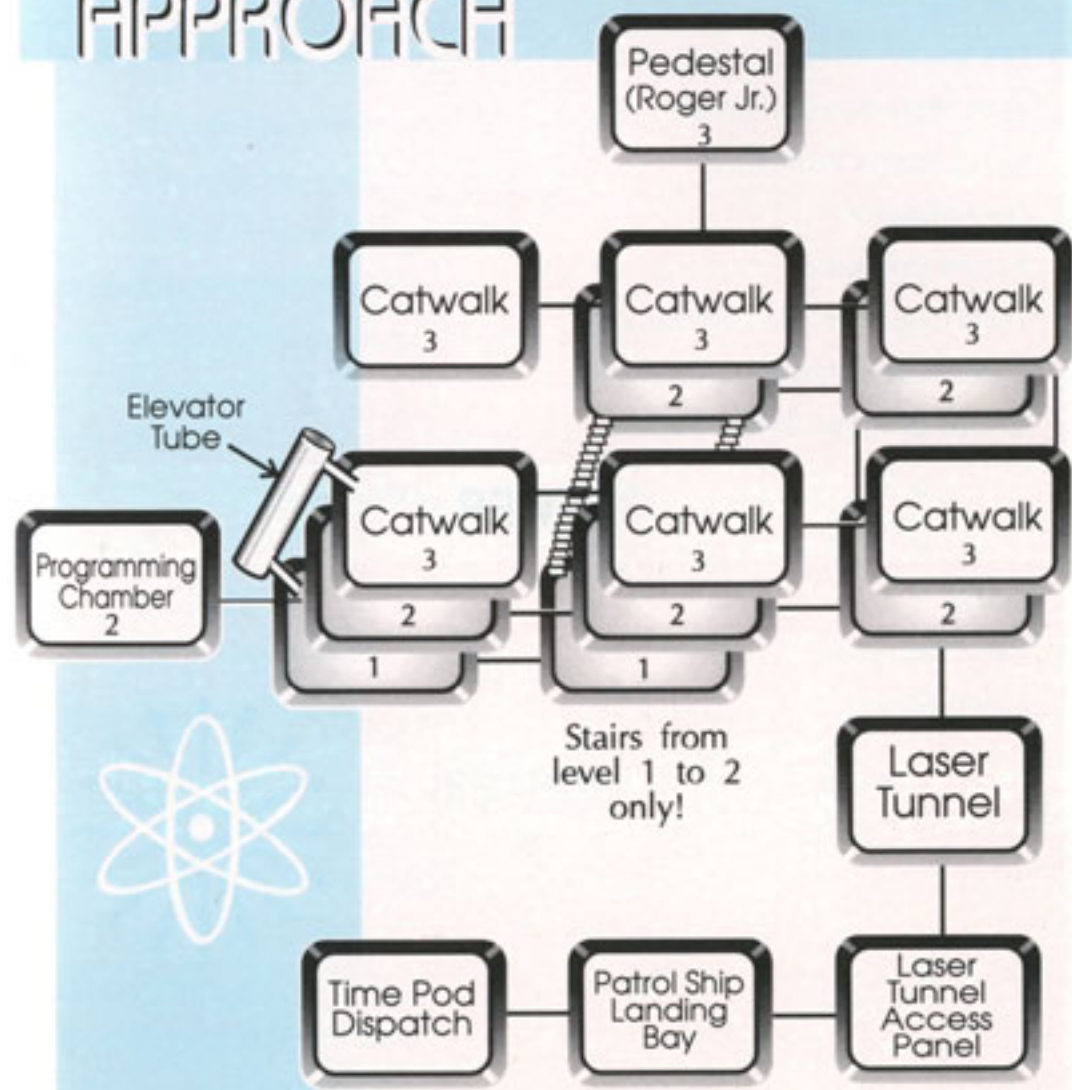 APPROACH
Pedestal
(Roger Jr.)
3
Catwalk
3
Catwalk
3
Catwalk
3
2
2
Elevator
Tube
Catwalk
3
Catwalk
3
Catwalk
3
Programming
Chamber
2
2
2
2
1
1
Stairs from
level 1 to 2
only!
Laser
Tunnel
Time Pod
Dispatch
Patrol Ship
Landing
Bay
Laser
Tunnel
Access
Panel